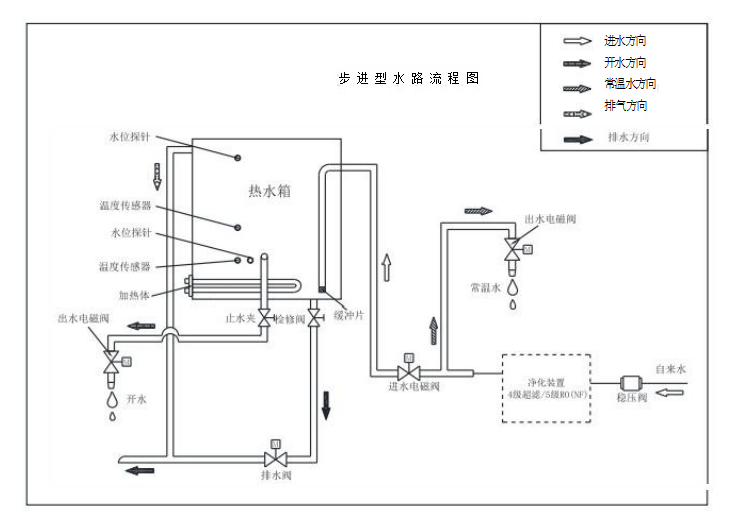 步进型水路流程图
进水方向
开水方向
常温水方向
排气方向
排水方向
水位探针
热水箱
温度传感器
水位探针
温度传感器
加热体
出水电磁阀
M
常温水
出水电磁阀
M
开水
止水夹
检修阀
缓冲片
M
进水电磁阀
净化装置
4级超滤/5级RO(NF)
自来水
稳压阀
M
排水阀